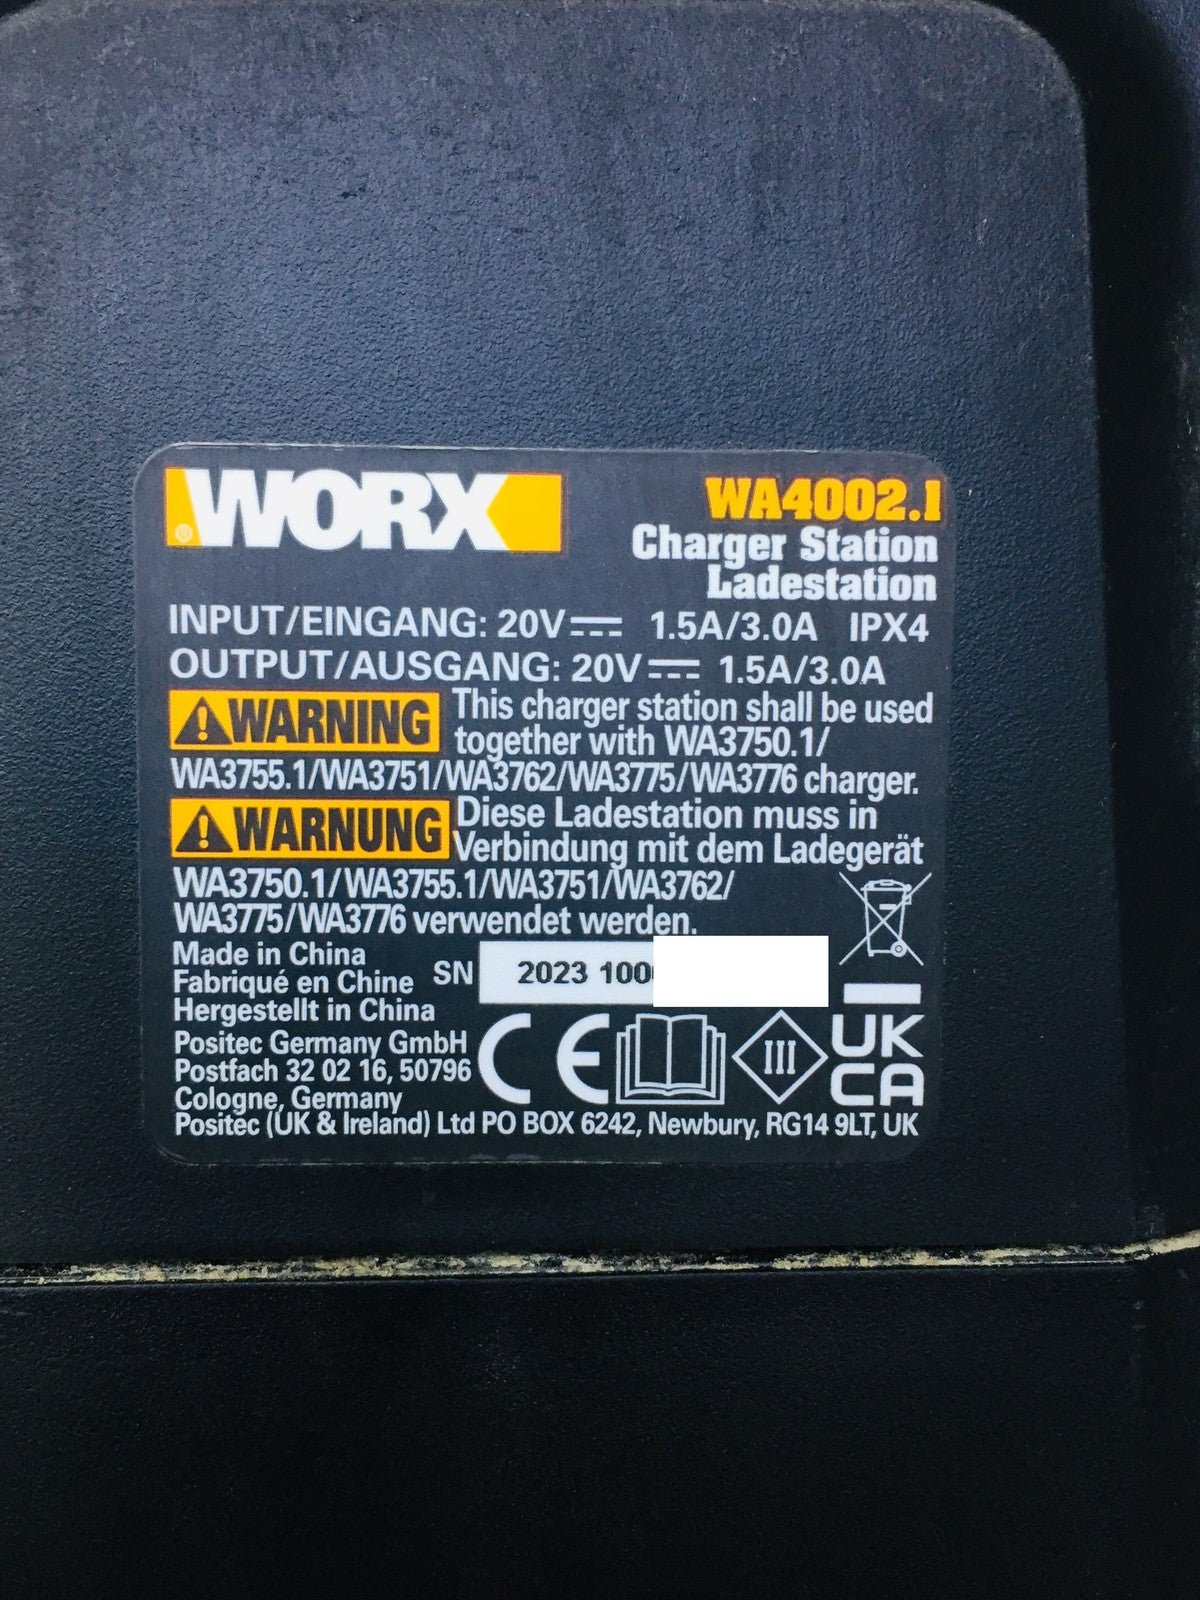 ®WORX
WA4002.1
Charger Station
Ladestation
INPUT/EINGANG: 20V⎓ 1.5A/3.0A IPX4
OUTPUT/AUSGANG: 20V⎓ 1.5A/3.0A
⚠WARNING This charger station shall be used
together with WA3750.1/
WA3755.1/WA3751/WA3762/WA3775/WA3776 charger.
⚠WARNUNG Diese Ladestation muss in
Verbindung mit dem Ladegerät
WA3750.1/WA3755.1/WA3751/WA3762/
WA3775/WA3776 verwendet werden.
Made in China
Fabriqué en Chine
Hergestellt in China
SN 2023 100
Positec Germany GmbH
Postfach 32 02 16, 50796
Cologne, Germany
CE
III
UK
CA
Positec (UK & Ireland) Ltd PO BOX 6242, Newbury, RG14 9LT, UK